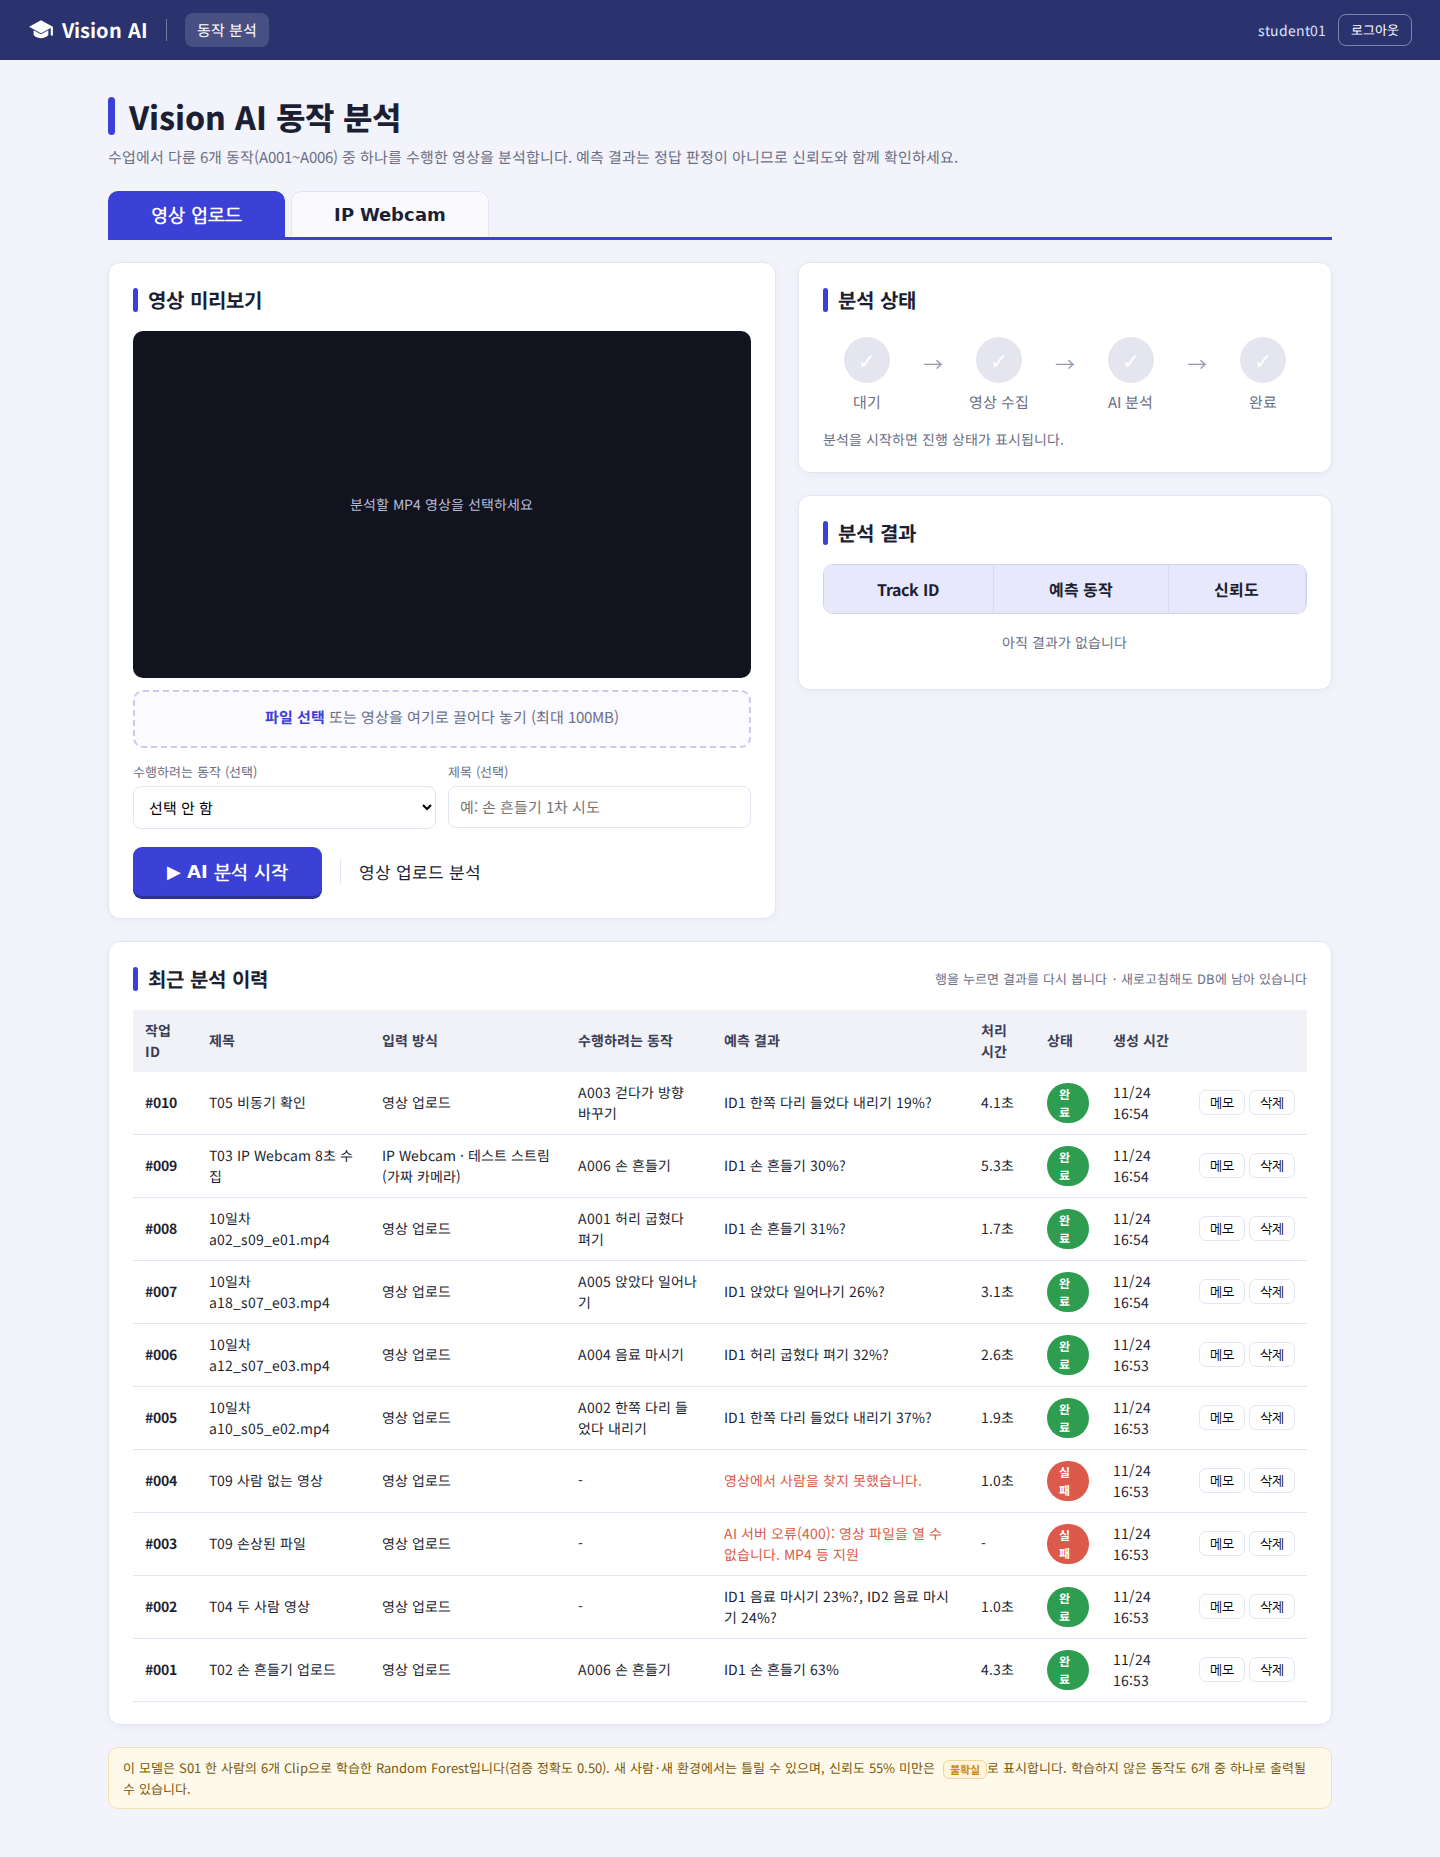 Vision AI
동작 분석
student01
로그아웃
Vision AI 동작 분석
수업에서 다룬 6개 동작(A001~A006) 중 하나를 수행한 영상을 분석합니다. 예측 결과는 정답 판정이 아니므로 신뢰도와 함께 확인하세요.
영상 업로드
IP Webcam
영상 미리보기
분석할 MP4 영상을 선택하세요
파일 선택 또는 영상을 여기로 끌어다 놓기 (최대 100MB)
수행하려는 동작 (선택)
제목 (선택)
선택 안 함
예: 손 흔들기 1차 시도
▶ AI 분석 시작
영상 업로드 분석
분석 상태
✓ → ✓ → ✓ → ✓
대기 영상 수집 AI 분석 완료
분석을 시작하면 진행 상태가 표시됩니다.
분석 결과
Track ID 예측 동작 신뢰도
아직 결과가 없습니다
최근 분석 이력
행을 누르면 결과를 다시 봅니다 · 새로고침해도 DB에 남아 있습니다
작업 ID 제목 입력 방식 수행하려는 동작 예측 결과 처리 시간 상태 생성 시간
#010 T05 비동기 확인 영상 업로드 A003 걷다가 방향 바꾸기 ID1 한쪽 다리 들었다 내리기 19%? 4.1초 완료 11/24 16:54 메모 삭제
#009 T03 IP Webcam 8초 수집 IP Webcam · 테스트 스트림 (가짜 카메라) A006 손 흔들기 ID1 손 흔들기 30%? 5.3초 완료 11/24 16:54 메모 삭제
#008 10일차 a02_s09_e01.mp4 영상 업로드 A001 허리 굽혔다 펴기 ID1 손 흔들기 31%? 1.7초 완료 11/24 16:54 메모 삭제
#007 10일차 a18_s07_e03.mp4 영상 업로드 A005 앉았다 일어나기 ID1 앉았다 일어나기 26%? 3.1초 완료 11/24 16:54 메모 삭제
#006 10일차 a12_s07_e03.mp4 영상 업로드 A004 음료 마시기 ID1 허리 굽혔다 펴기 32%? 2.6초 완료 11/24 16:53 메모 삭제
#005 10일차 a10_s05_e02.mp4 영상 업로드 A002 한쪽 다리 들었다 내리기 ID1 한쪽 다리 들었다 내리기 37%? 1.9초 완료 11/24 16:53 메모 삭제
#004 T09 사람 없는 영상 영상 업로드 - 영상에서 사람을 찾지 못했습니다. 1.0초 실패 11/24 16:53 메모 삭제
#003 T09 손상된 파일 영상 업로드 - AI 서버 오류(400): 영상 파일을 열 수 없습니다. MP4 등 지원 - 실패 11/24 16:53 메모 삭제
#002 T04 두 사람 영상 영상 업로드 - ID1 음료 마시기 23%?, ID2 음료 마시기 24%? 1.0초 완료 11/24 16:53 메모 삭제
#001 T02 손 흔들기 업로드 영상 업로드 A006 손 흔들기 ID1 손 흔들기 63% 4.3초 완료 11/24 16:53 메모 삭제
이 모델은 S01 한 사람의 6개 Clip으로 학습한 Random Forest입니다(검증 정확도 0.50). 새 사람·새 환경에서는 틀릴 수 있으며, 신뢰도 55% 미만은 불확실로 표시합니다. 학습하지 않은 동작도 6개 중 하나로 출력될
수 있습니다.